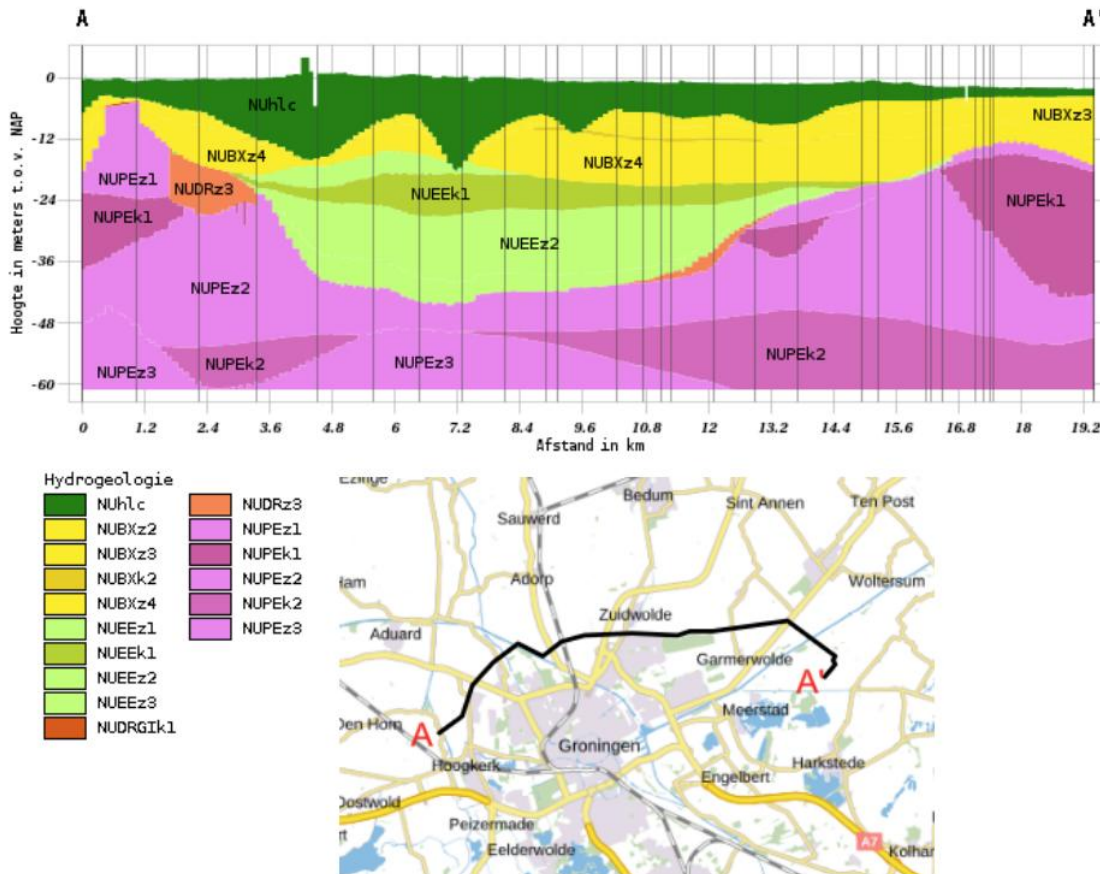 A A'
Hoogte in meters t.o.v. NAP
0
-12
-24
-36
-48
-60
NUhlc
NUBXz3
NUBXz4
NUBXz4
NUPEz1
NUDRz3
NUEEk1
NUPEk1
NUPEk1
NUEEz2
NUPEz2
NUPEk2
NUPEk2
NUPEz3
NUPEz3
0 1.2 2.4 3.6 4.8 6 7.2 8.4 9.6 10.8 12 13.2 14.4 15.6 16.8 18 19.2
Afstand in km
Hydrogeologie
NUhlc
NUBXz2
NUBXz3
NUBXk2
NUBXz4
NUEEz1
NUEEk1
NUEEz2
NUEEz3
NUDRGIk1
NUDRz3
NUPEz1
NUPEk1
NUPEz2
NUPEk2
NUPEz3
Ezinge
Bedum
Sint Annen
Ten Post
Sauwerd
Ham
Adorp
Woltersum
Zuidwolde
Aduard
Garmerwolde
A'
Den Horn
A
Meerstad
Groningen
Hoogkerk
Harkstede
Engelbert
Oostwold
Peizermade
A7
Kolhar
Eelderwolde